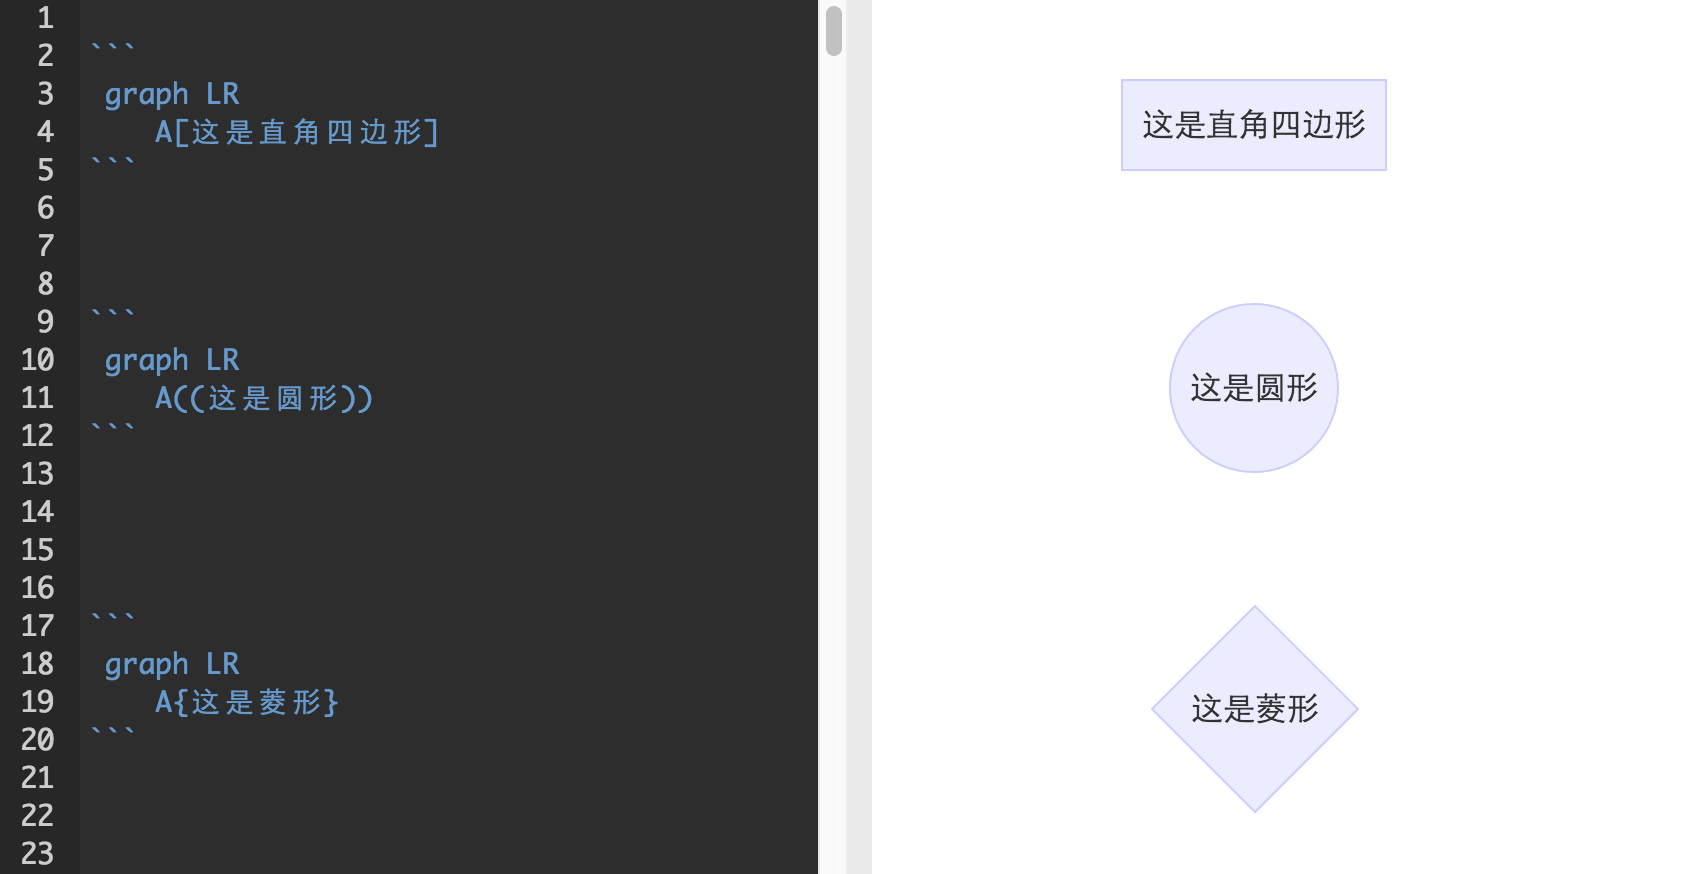 1
2 ```
3 graph LR
4 A[这是直角四边形]
5 ```
6
7
8
9 ```
10 graph LR
11 A((这是圆形))
12 ```
13
14
15
16
17 ```
18 graph LR
19 A{这是菱形}
20 ```
21
22
23
这是直角四边形
这是圆形
这是菱形